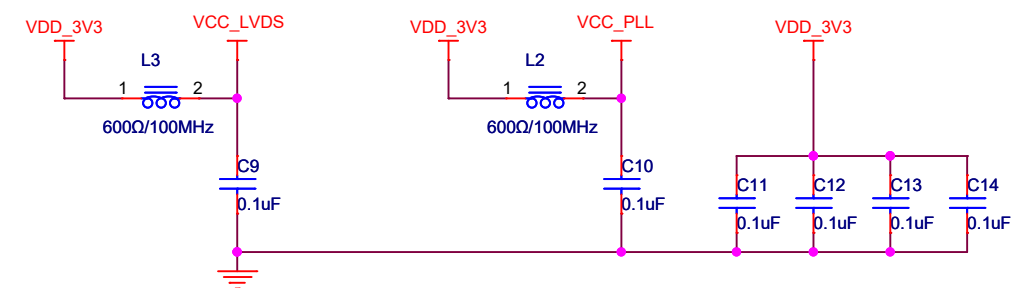 VDD_3V3 VCC_LVDS VDD_3V3 VCC_PLL VDD_3V3
L3 L2
1 2 1 2
600Ω/100MHz 600Ω/100MHz
C9 C10
C11 C12 C13 C14
0.1uF 0.1uF
0.1uF 0.1uF 0.1uF 0.1uF